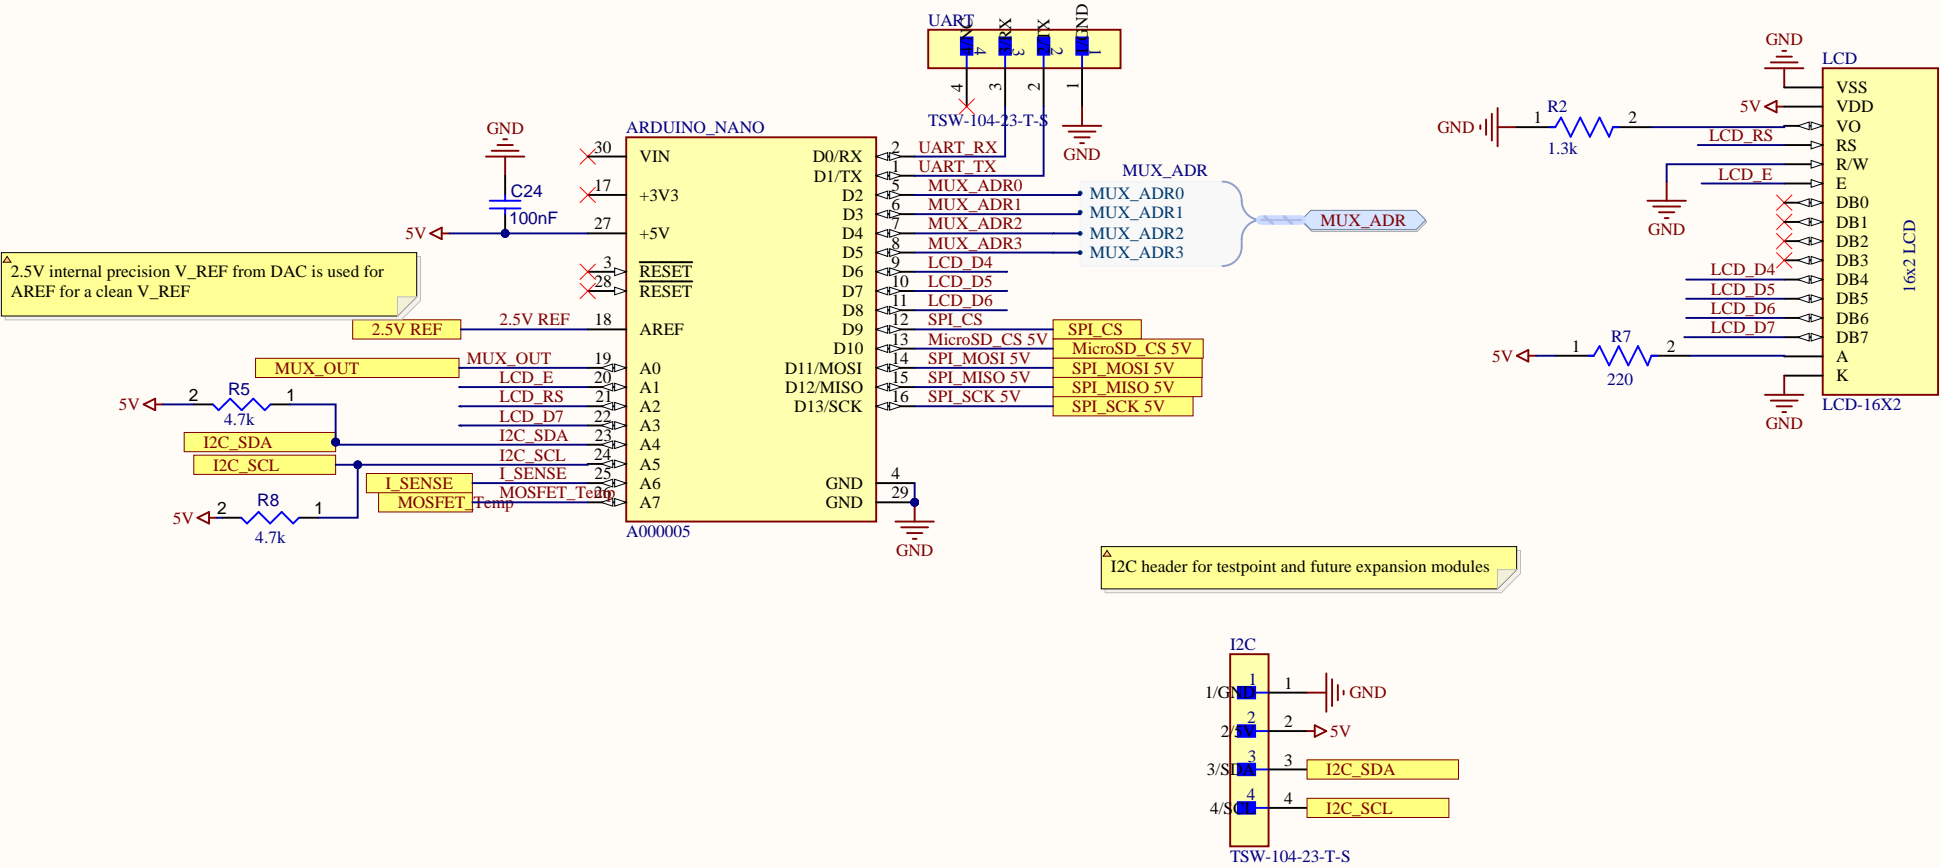 UART
4/NC
3/RX
2/TX
1/GND
4
3
2
1
4
3
2
1
TSW-104-23-T-S
GND
ARDUINO_NANO
GND
C24
100nF
5V
30
VIN
17
+3V3
27
+5V
3
RESET
28
RESET
18
AREF
2.5V internal precision V_REF from DAC is used for
AREF for a clean V_REF
2.5V REF
2.5V REF
MUX_OUT
MUX_OUT
19
A0
LCD_E
20
A1
LCD_RS
21
A2
LCD_D7
22
A3
I2C_SDA
I2C_SDA
23
A4
I2C_SCL
I2C_SCL
24
A5
I_SENSE
I_SENSE
25
A6
MOSFET_Temp
MOSFET_Temp
26
A7
5V
2
R5
1
4.7k
5V
2
R8
1
4.7k
A000005
D0/RX
2
UART_RX
D1/TX
1
UART_TX
D2
5
MUX_ADR0
D3
6
MUX_ADR1
D4
7
MUX_ADR2
D5
8
MUX_ADR3
D6
9
LCD_D4
D7
10
LCD_D5
D8
11
LCD_D6
D9
12
SPI_CS
SPI_CS
D10
13
MicroSD_CS 5V
MicroSD_CS 5V
D11/MOSI
14
SPI_MOSI 5V
SPI_MOSI 5V
D12/MISO
15
SPI_MISO 5V
SPI_MISO 5V
D13/SCK
16
SPI_SCK 5V
SPI_SCK 5V
GND
4
GND
29
GND
MUX_ADR
MUX_ADR0
MUX_ADR1
MUX_ADR2
MUX_ADR3
MUX_ADR
GND
LCD
VSS
5V
VDD
GND
1
R2
2
1.3k
VO
LCD_RS
RS
R/W
LCD_E
E
GND
DB0
DB1
DB2
DB3
LCD_D4
DB4
LCD_D5
DB5
LCD_D6
DB6
LCD_D7
DB7
5V
1
R7
2
220
A
K
16x2 LCD
LCD-16X2
GND
I2C header for testpoint and future expansion modules
I2C
1/GND
1
1
GND
2/5V
2
2
5V
3/SDA
3
3
I2C_SDA
4/SCL
4
4
I2C_SCL
TSW-104-23-T-S